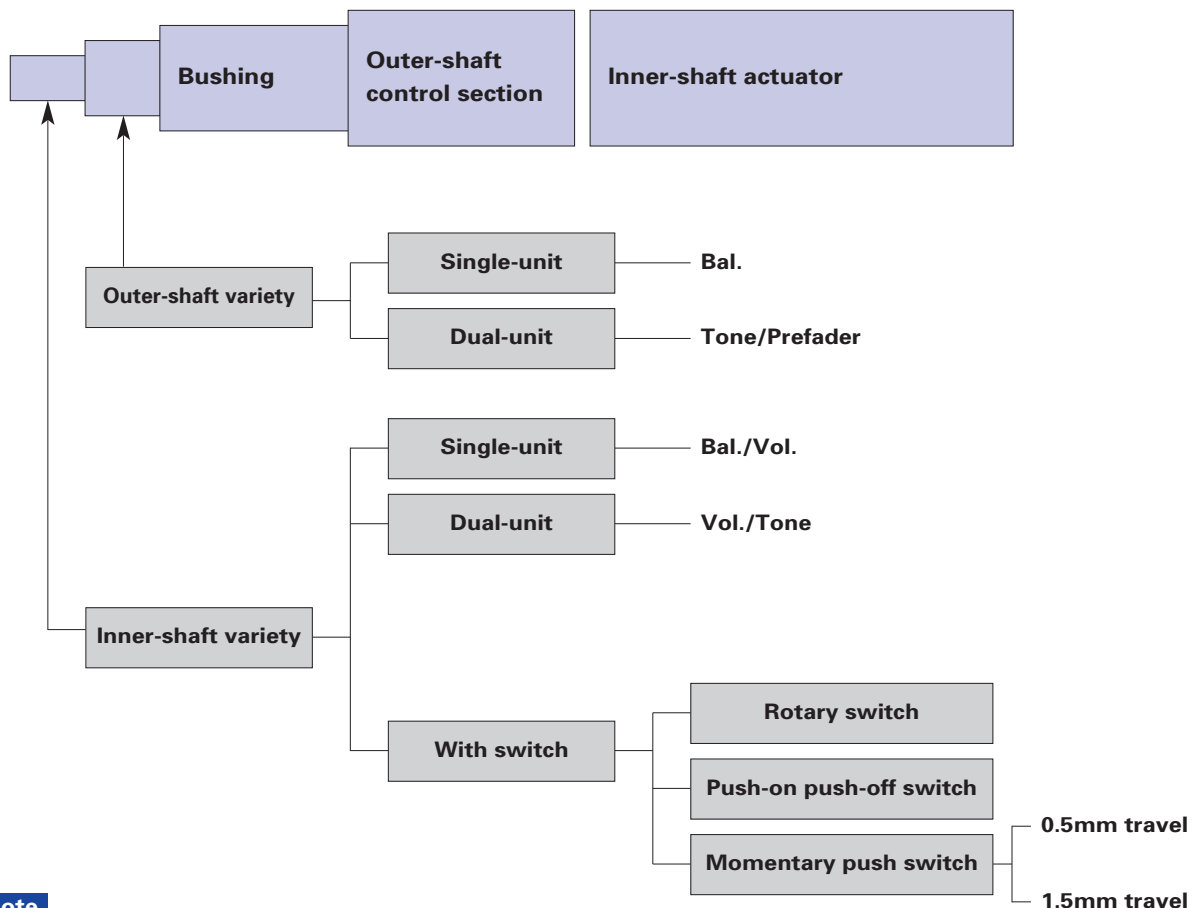 Bushing
Outer-shaft
control section
Inner-shaft actuator
Outer-shaft variety
Single-unit
Bal.
Dual-unit
Tone/Prefader
Inner-shaft variety
Single-unit
Bal./Vol.
Dual-unit
Vol./Tone
With switch
Rotary switch
Push-on push-off switch
Momentary push switch
0.5mm travel
1.5mm travel